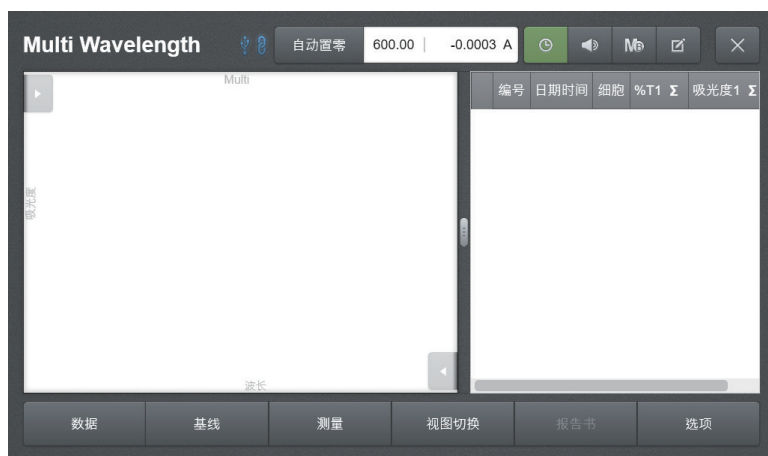 Multi Wavelength 自动置零 600.00 -0.0003 A
Multi
编号 日期时间 细胞 %T1 Σ 吸光度1 Σ
吸光度
波长
数据 基线 测量 视图切换 报告书 选项